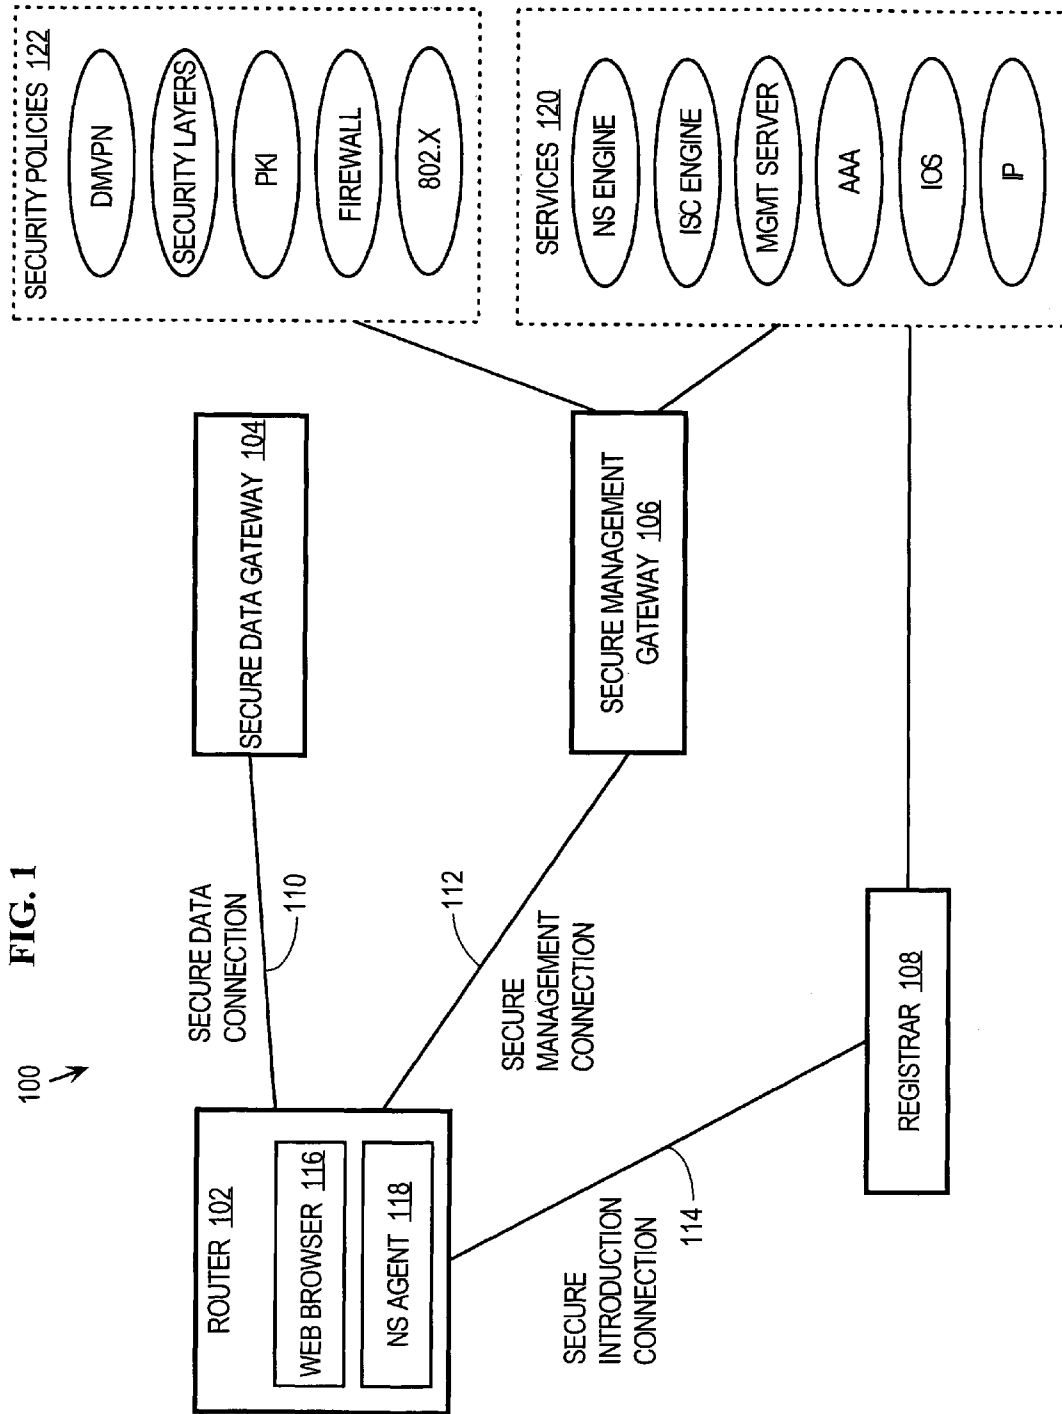 FIG. 1
100
ROUTER 102
WEB BROWSER 116
NS AGENT 118
SECURE DATA
CONNECTION
110
SECURE
MANAGEMENT
CONNECTION
112
SECURE
INTRODUCTION
CONNECTION
114
SECURE DATA GATEWAY 104
SECURE MANAGEMENT
GATEWAY 106
REGISTRAR 108
SECURITY POLICIES 122
DMVPN
SECURITY LAYERS
PKI
FIREWALL
802.X
SERVICES 120
NS ENGINE
ISC ENGINE
MGMT SERVER
AAA
IOS
IP